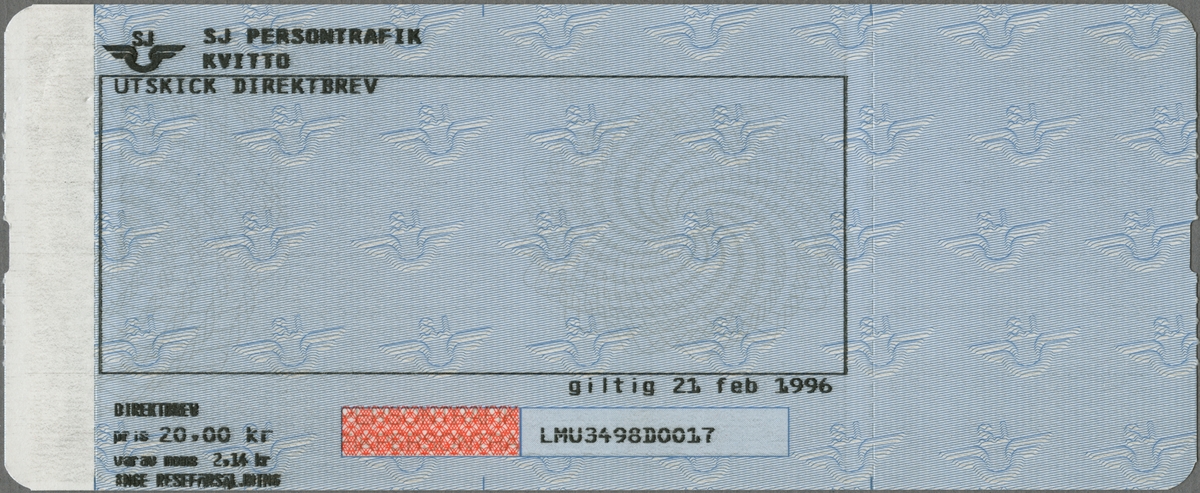 SJ
SJ PERSONTRAFIK
KVITTO
UTSKICK DIREKTBREV
giltig 21 feb 1996
DIREKTBREV
pris 20,00 kr
varav moms 2,14 kr
LMU3498D0017